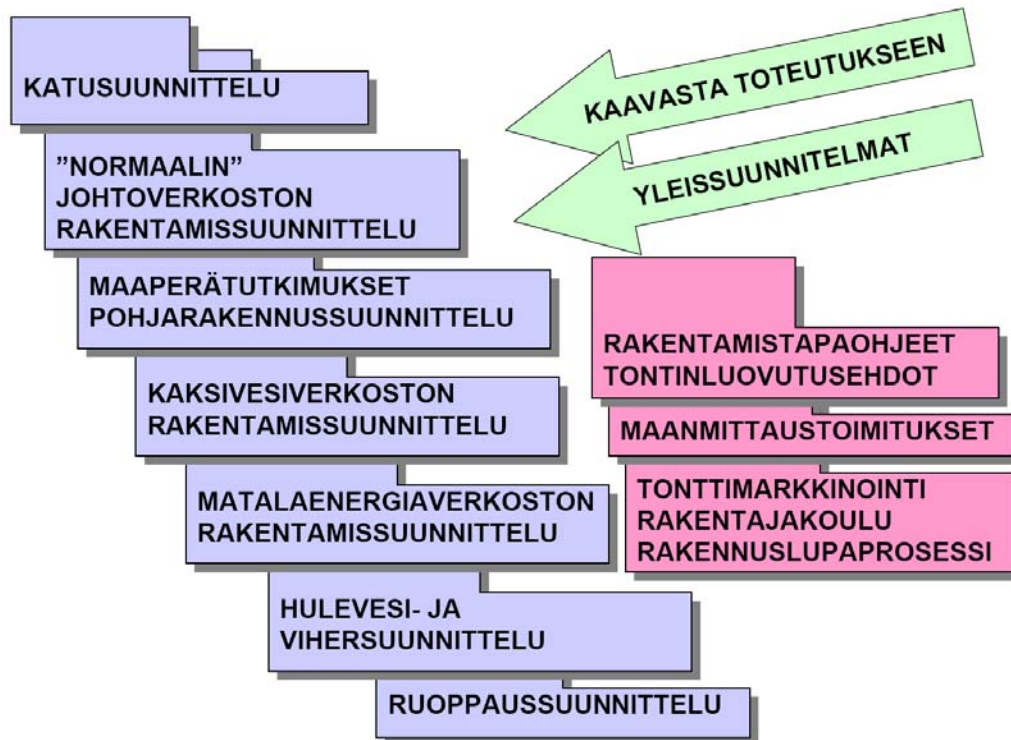 KATUSUUNNITTELU
”NORMAALIN”
JOHTOVERKOSTON
RAKENTAMISSUUNNITTELU
MAAPERÄTUTKIMUKSET
POHJARAKENNUSSUUNNITTELU
KAKSIVESIVERKOSTON
RAKENTAMISSUUNNITTELU
MATALAENERGIAVERKOSTON
RAKENTAMISSUUNNITTELU
HULEVESI- JA
VIHERSUUNNITTELU
RUOPPAUSSUUNNITTELU
KAAVASTA TOTEUTUKSEEN
YLEISSUUNNITELMAT
RAKENTAMISTAPAOHJEET
TONTINLUOVUTUSEHDOT
MAANMITTAUSTOIMITUKSET
TONTTIMARKKINOINTI
RAKENTAJAKOULU
RAKENNUSLUPAPROSESSI